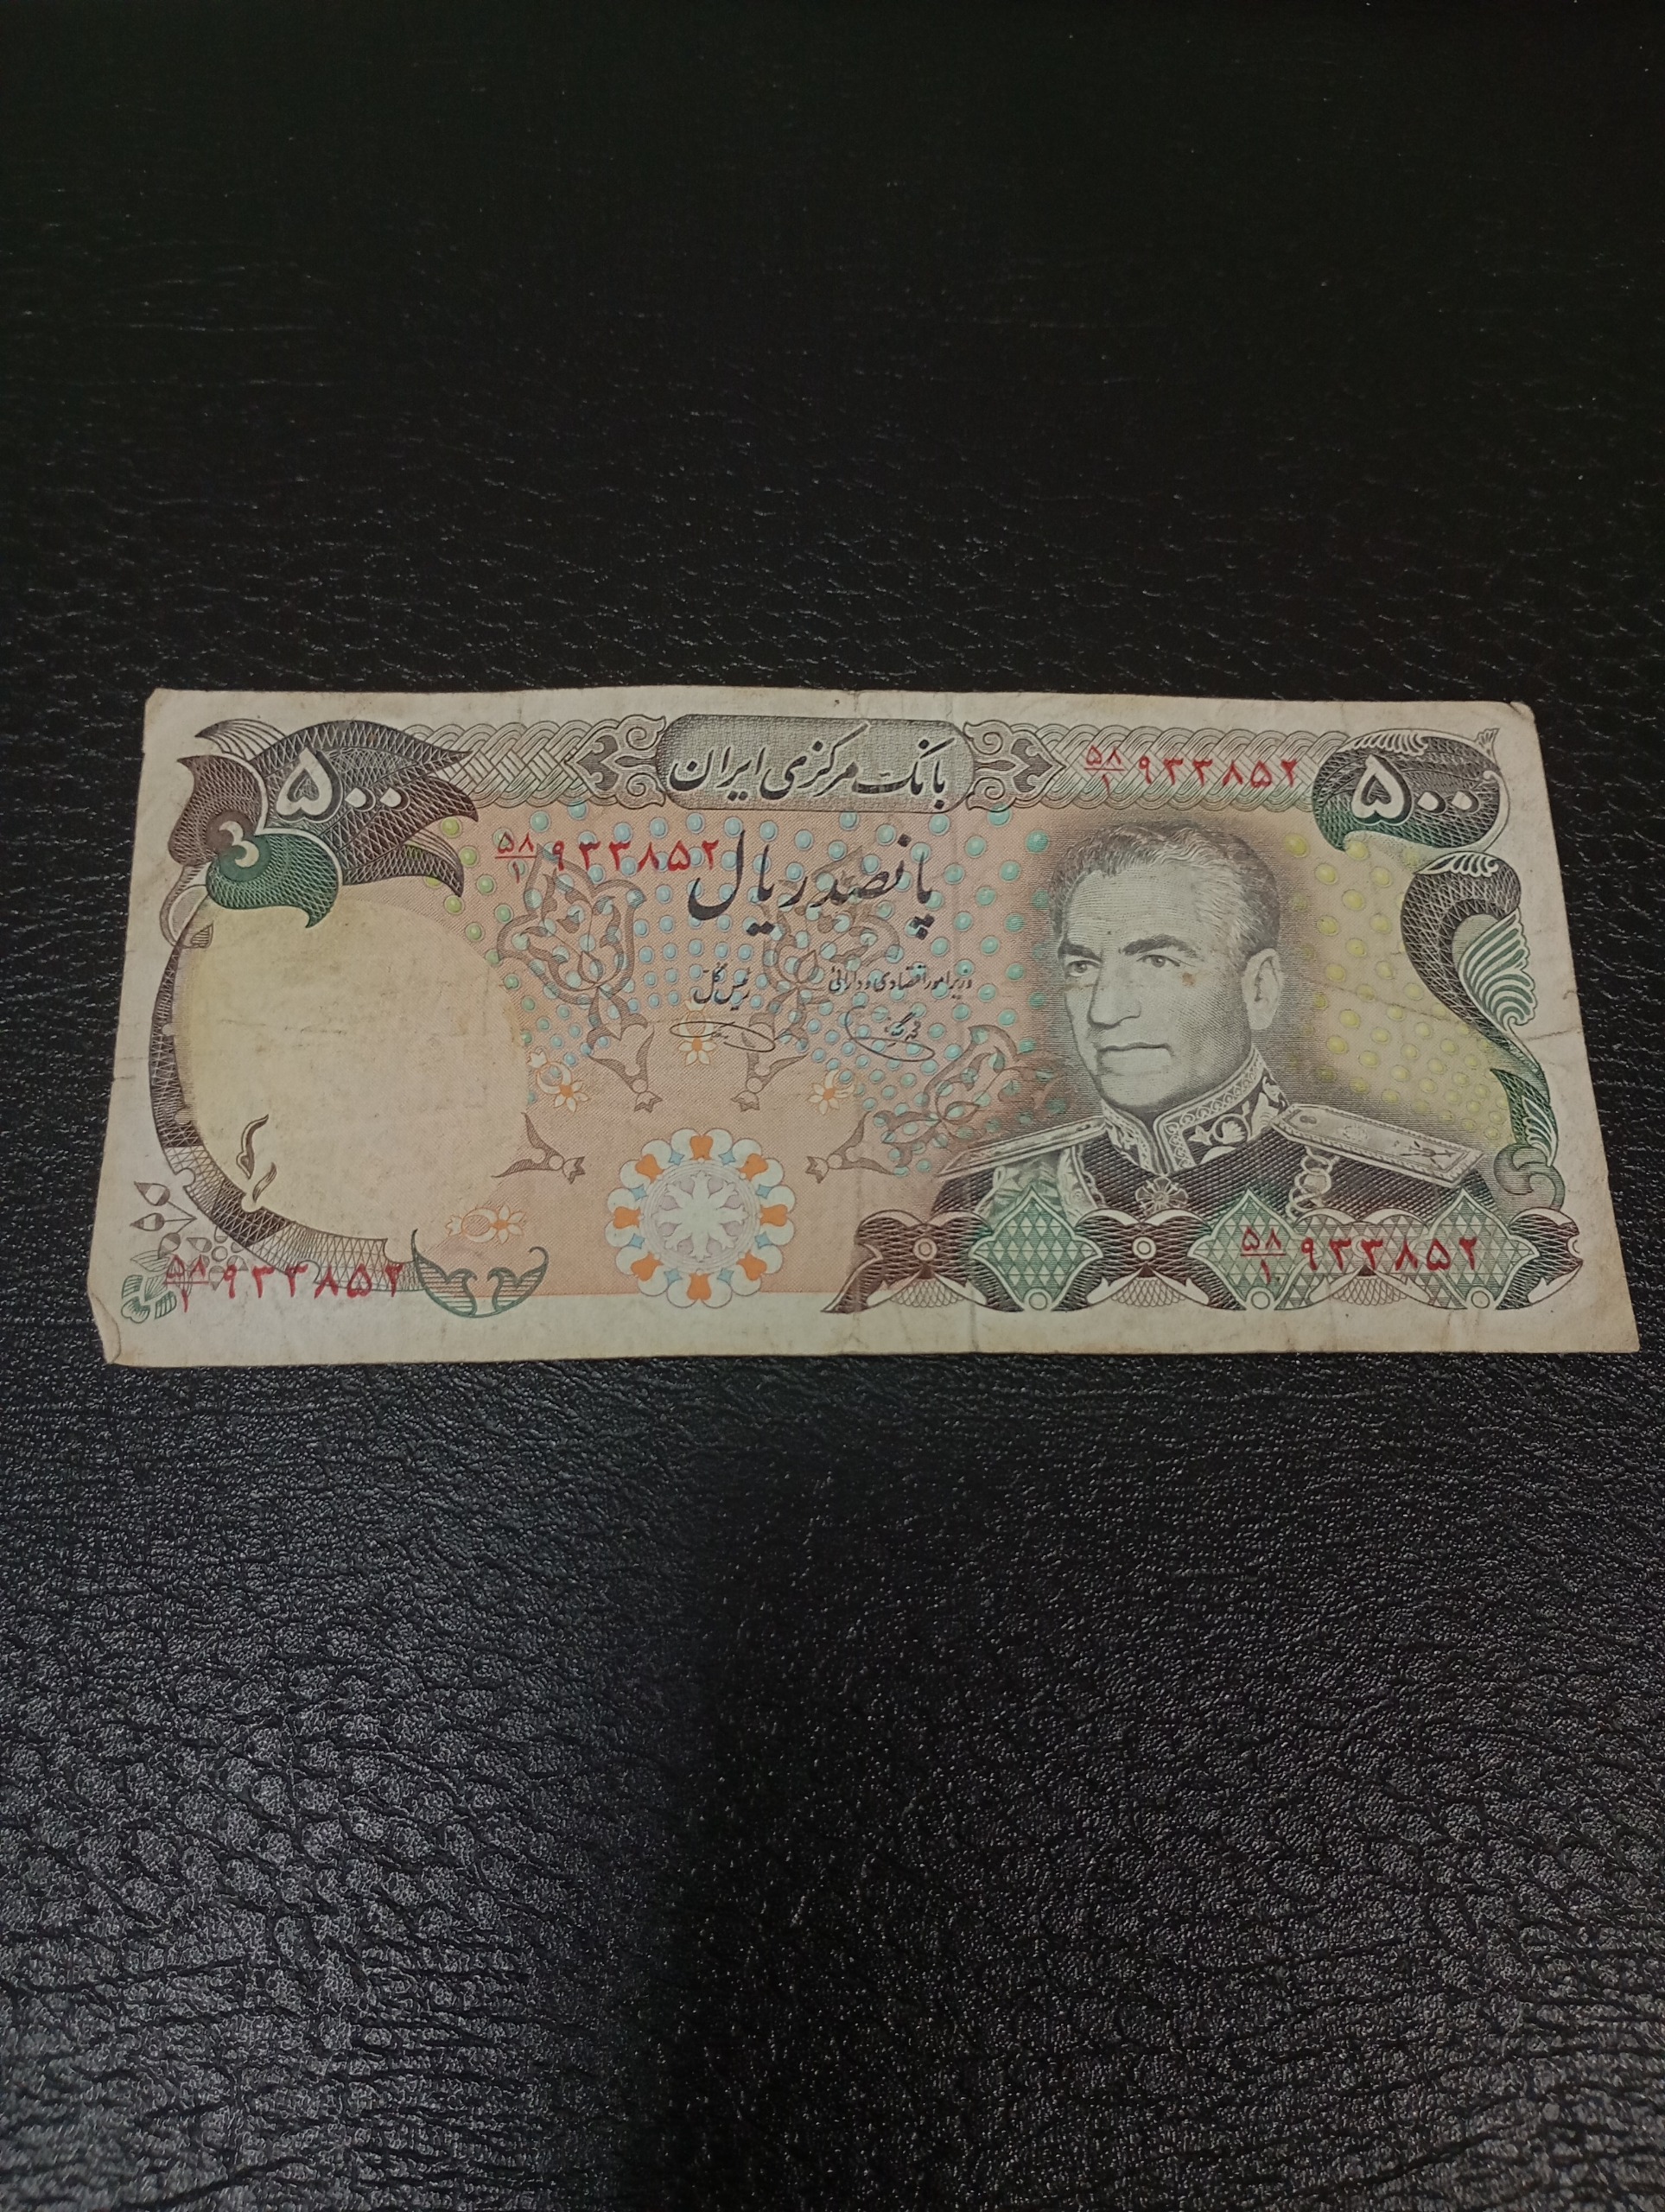 بانک مرکزی ایران
۵۰۰
۵۸/۱ ۹۳۳۸۵۲
۵۰۰
۵۸/۱ ۹۳۳۸۵۲
پانصد ریال
وزیر امور اقتصادی و دارائی
رئیس کل
۵۸/۱ ۹۳۳۸۵۲
۵۸/۱ ۹۳۳۸۵۲